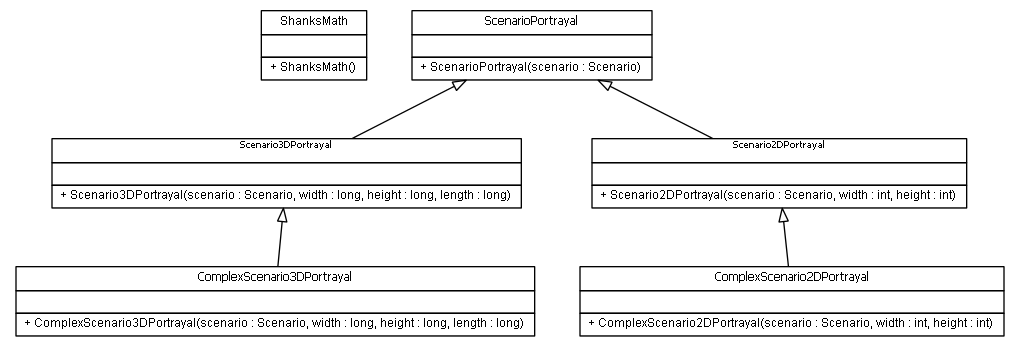 ShanksMath
+ ShanksMath()
ScenarioPortrayal
+ ScenarioPortrayal(scenario : Scenario)
Scenario3DPortrayal
+ Scenario3DPortrayal(scenario : Scenario, width : long, height : long, length : long)
Scenario2DPortrayal
+ Scenario2DPortrayal(scenario : Scenario, width : int, height : int)
ComplexScenario3DPortrayal
+ ComplexScenario3DPortrayal(scenario : Scenario, width : long, height : long, length : long)
ComplexScenario2DPortrayal
+ ComplexScenario2DPortrayal(scenario : Scenario, width : int, height : int)